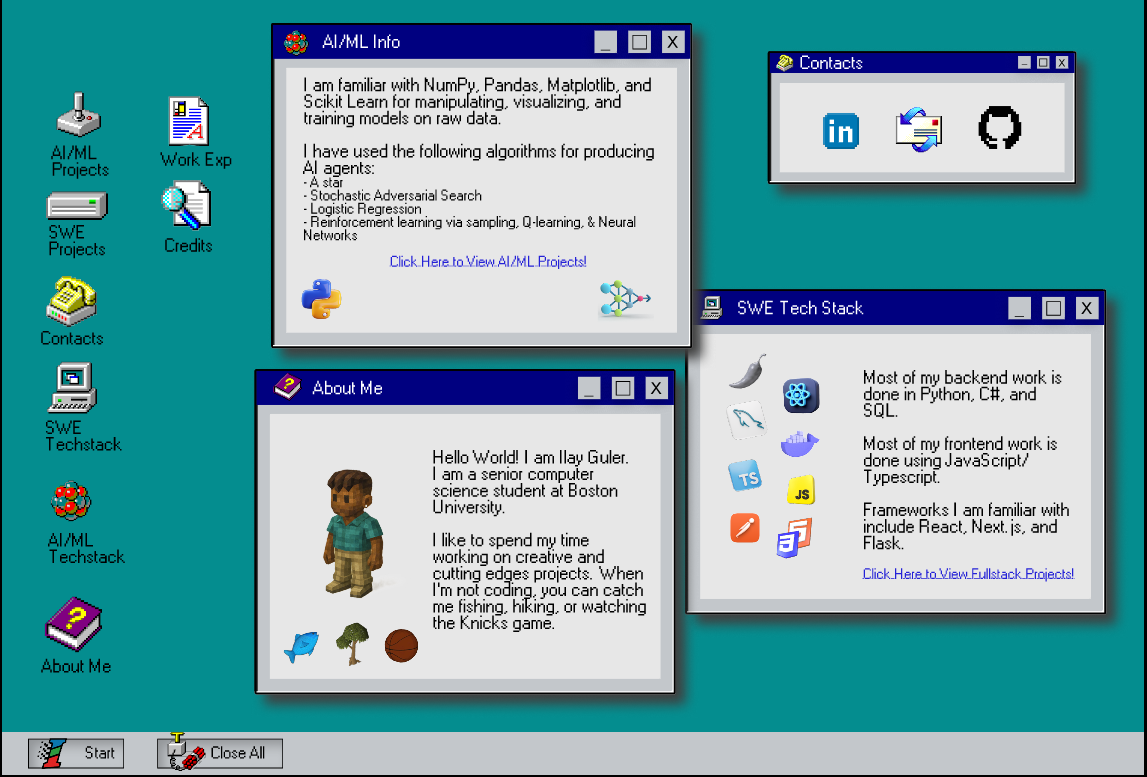 AI/ML
Projects
SWE
Projects
Contacts
SWE
Techstack
AI/ML
Techstack
About Me
Work Exp
Credits
AI/ML Info
I am familiar with NumPy, Pandas, Matplotlib, and
Scikit Learn for manipulating, visualizing, and
training models on raw data.
I have used the following algorithms for producing
AI agents:
- A star
- Stochastic Adversarial Search
- Logistic Regression
- Reinforcement learning via sampling, Q-learning, & Neural
Networks
Click Here to View AI/ML Projects!
Contacts
in
About Me
Hello World! I am Ilay Guler.
I am a senior computer
science student at Boston
University.
I like to spend my time
working on creative and
cutting edges projects. When
I'm not coding, you can catch
me fishing, hiking, or watching
the Knicks game.
SWE Tech Stack
TS
JS
Most of my backend work is
done in Python, C#, and
SQL.
Most of my frontend work is
done using JavaScript/
Typescript.
Frameworks I am familiar with
include React, Next.js, and
Flask.
Click Here to View Fullstack Projects!
Start
Close All